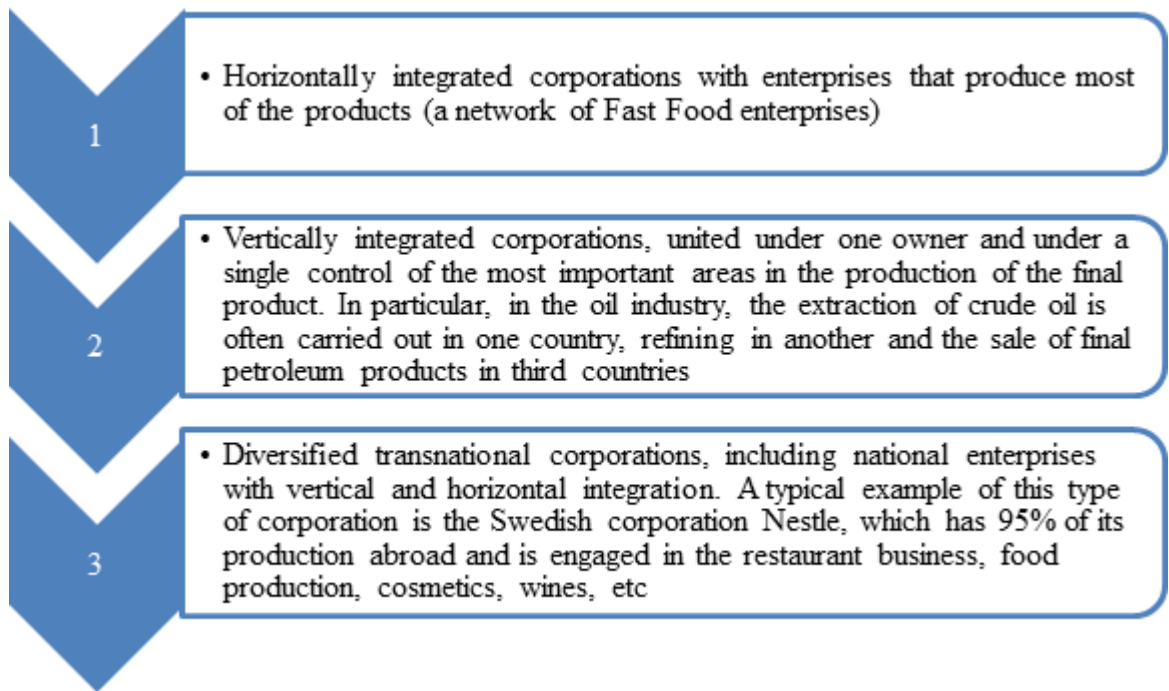 1
• Horizontally integrated corporations with enterprises that produce most
of the products (a network of Fast Food enterprises)
2
• Vertically integrated corporations, united under one owner and under a
single control of the most important areas in the production of the final
product. In particular, in the oil industry, the extraction of crude oil is
often carried out in one country, refining in another and the sale of final
petroleum products in third countries
3
• Diversified transnational corporations, including national enterprises
with vertical and horizontal integration. A typical example of this type
of corporation is the Swedish corporation Nestle, which has 95% of its
production abroad and is engaged in the restaurant business, food
production, cosmetics, wines, etc